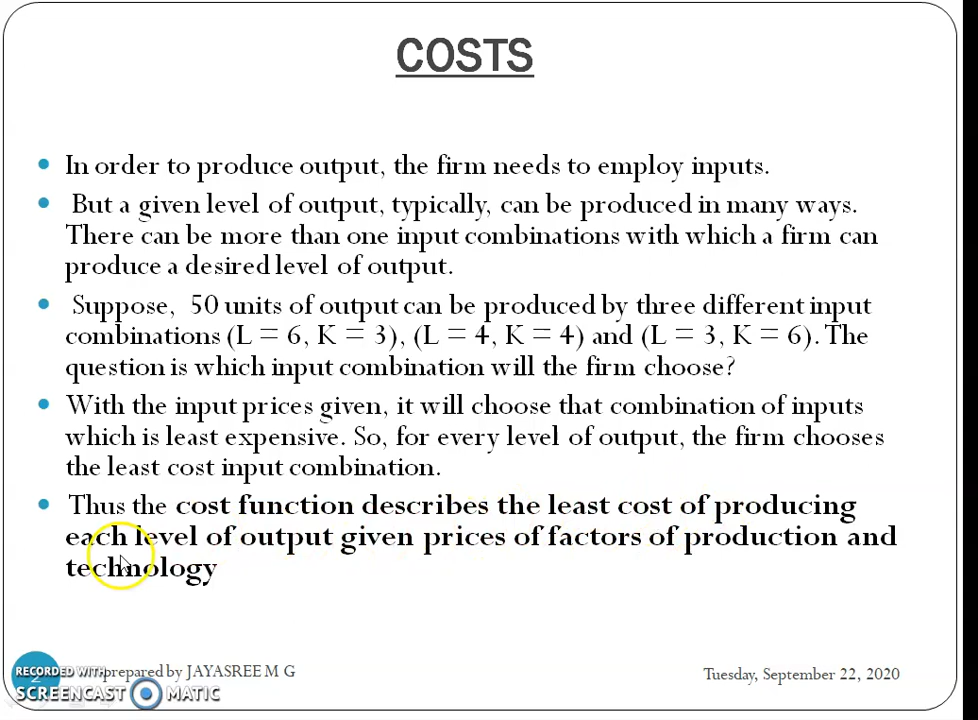 COSTS
In order to produce output, the firm needs to employ inputs.
But a given level of output, typically, can be produced in many ways.
There can be more than one input combinations with which a firm can
produce a desired level of output.
Suppose, 50 units of output can be produced by three different input
combinations (L = 6, K = 3), (L = 4, K = 4) and (L = 3, K = 6). The
question is which input combination will the firm choose?
With the input prices given, it will choose that combination of inputs
which is least expensive. So, for every level of output, the firm chooses
the least cost input combination.
Thus the cost function describes the least cost of producing
each level of output given prices of factors of production and
technology
2
prepared by JAYASREE M G
Tuesday, September 22, 2020
RECORDED WITH
SCREENCAST MATIC